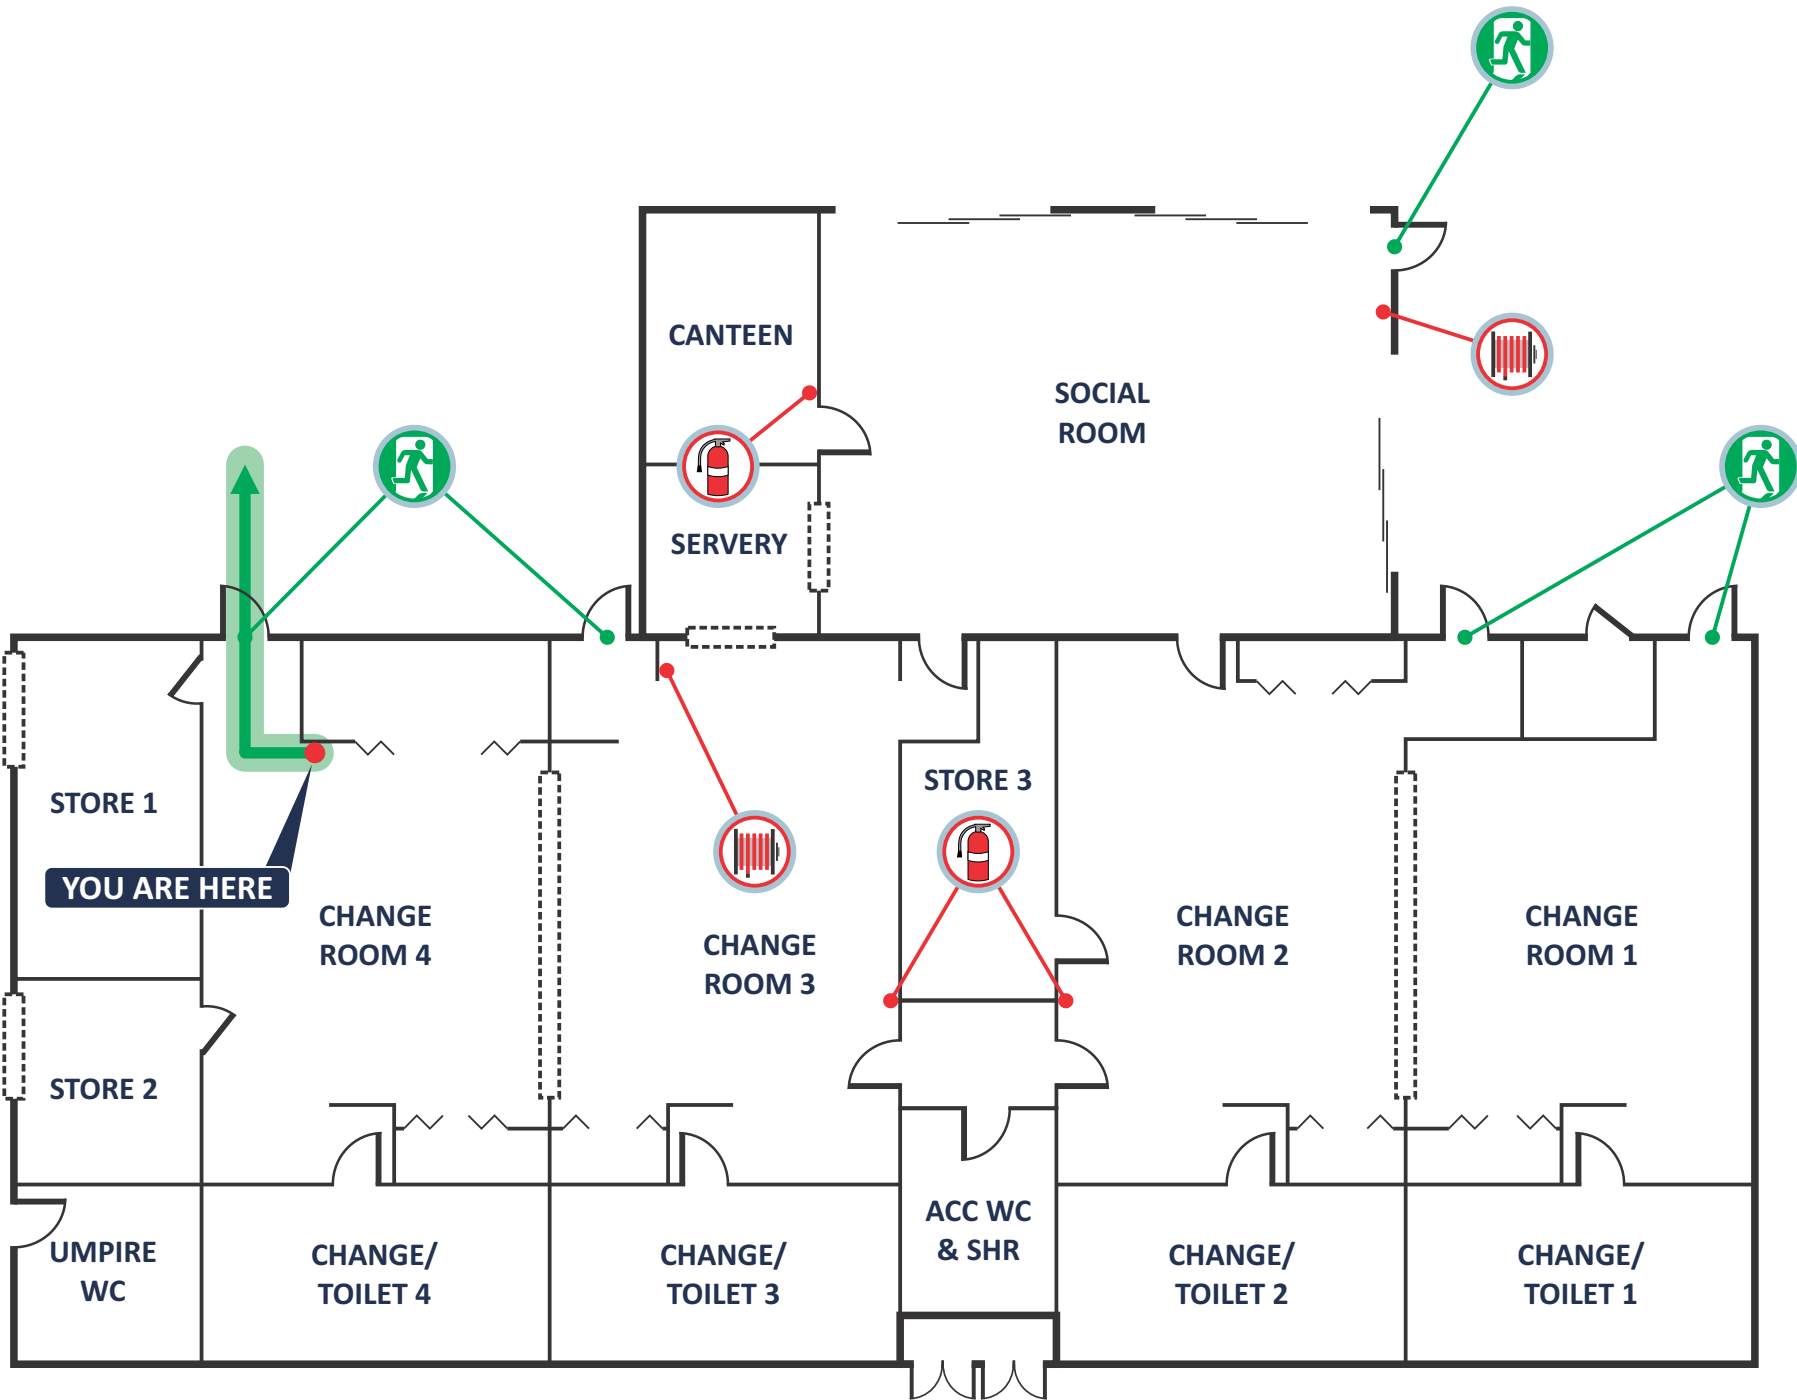 CANTEEN
SOCIAL
ROOM
SERVERY
STORE 1
STORE 3
YOU ARE HERE
CHANGE
ROOM 4
CHANGE
ROOM 3
CHANGE
ROOM 2
CHANGE
ROOM 1
STORE 2
UMPIRE
WC
CHANGE/
TOILET 4
CHANGE/
TOILET 3
ACC WC
& SHR
CHANGE/
TOILET 2
CHANGE/
TOILET 1